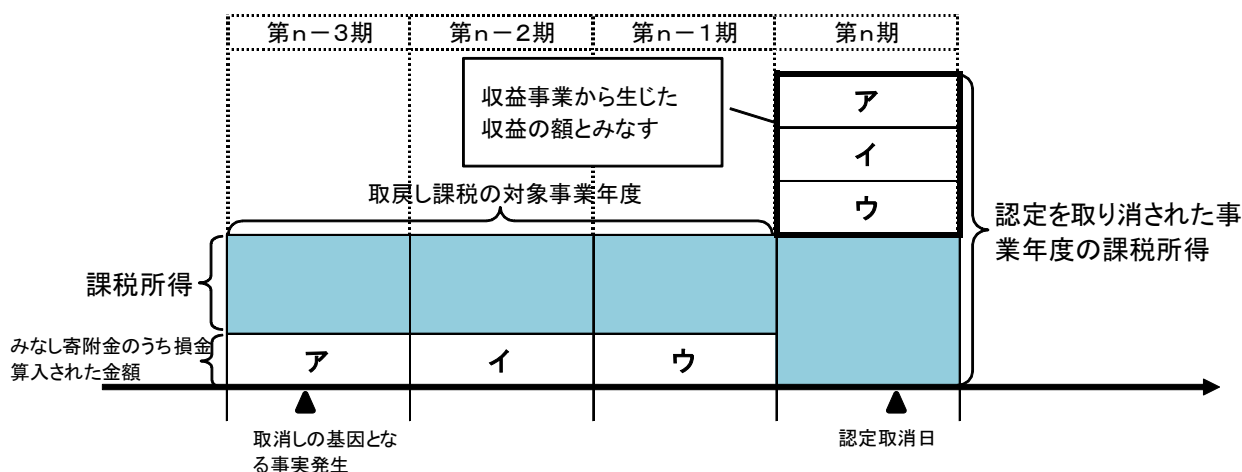 第n－3期
第n－2期
第n－1期
第n期
収益事業から生じた
収益の額とみなす
ア
イ
ウ
取戻し課税の対象事業年度
認定を取り消された事
業年度の課税所得
課税所得
みなし寄附金のうち損金
算入された金額
ア
イ
ウ
取消しの基因とな
る事実発生
認定取消日